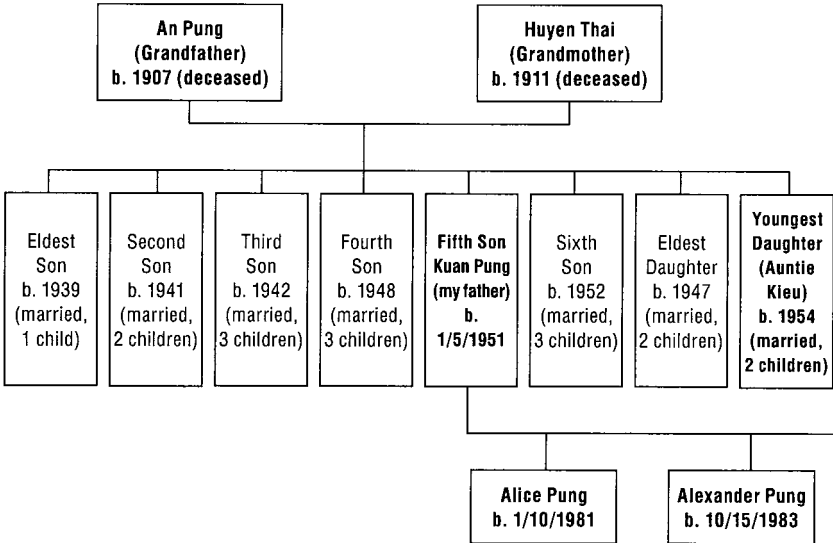 An Pung
(Grandfather)
b. 1907 (deceased)
Huyen Thai
(Grandmother)
b. 1911 (deceased)
Eldest
Son
b. 1939
(married,
1 child)
Second
Son
b. 1941
(married,
2 children)
Third
Son
b. 1942
(married,
3 children)
Fourth
Son
b. 1948
(married,
3 children)
Fifth Son
Kuan Pung
(my father)
b.
1/5/1951
Sixth
Son
b. 1952
(married,
3 children)
Eldest
Daughter
b. 1947
(married,
2 children)
Youngest
Daughter
(Auntie
Kieu)
b. 1954
(married,
2 children)
Alice Pung
b. 1/10/1981
Alexander Pung
b. 10/15/1983